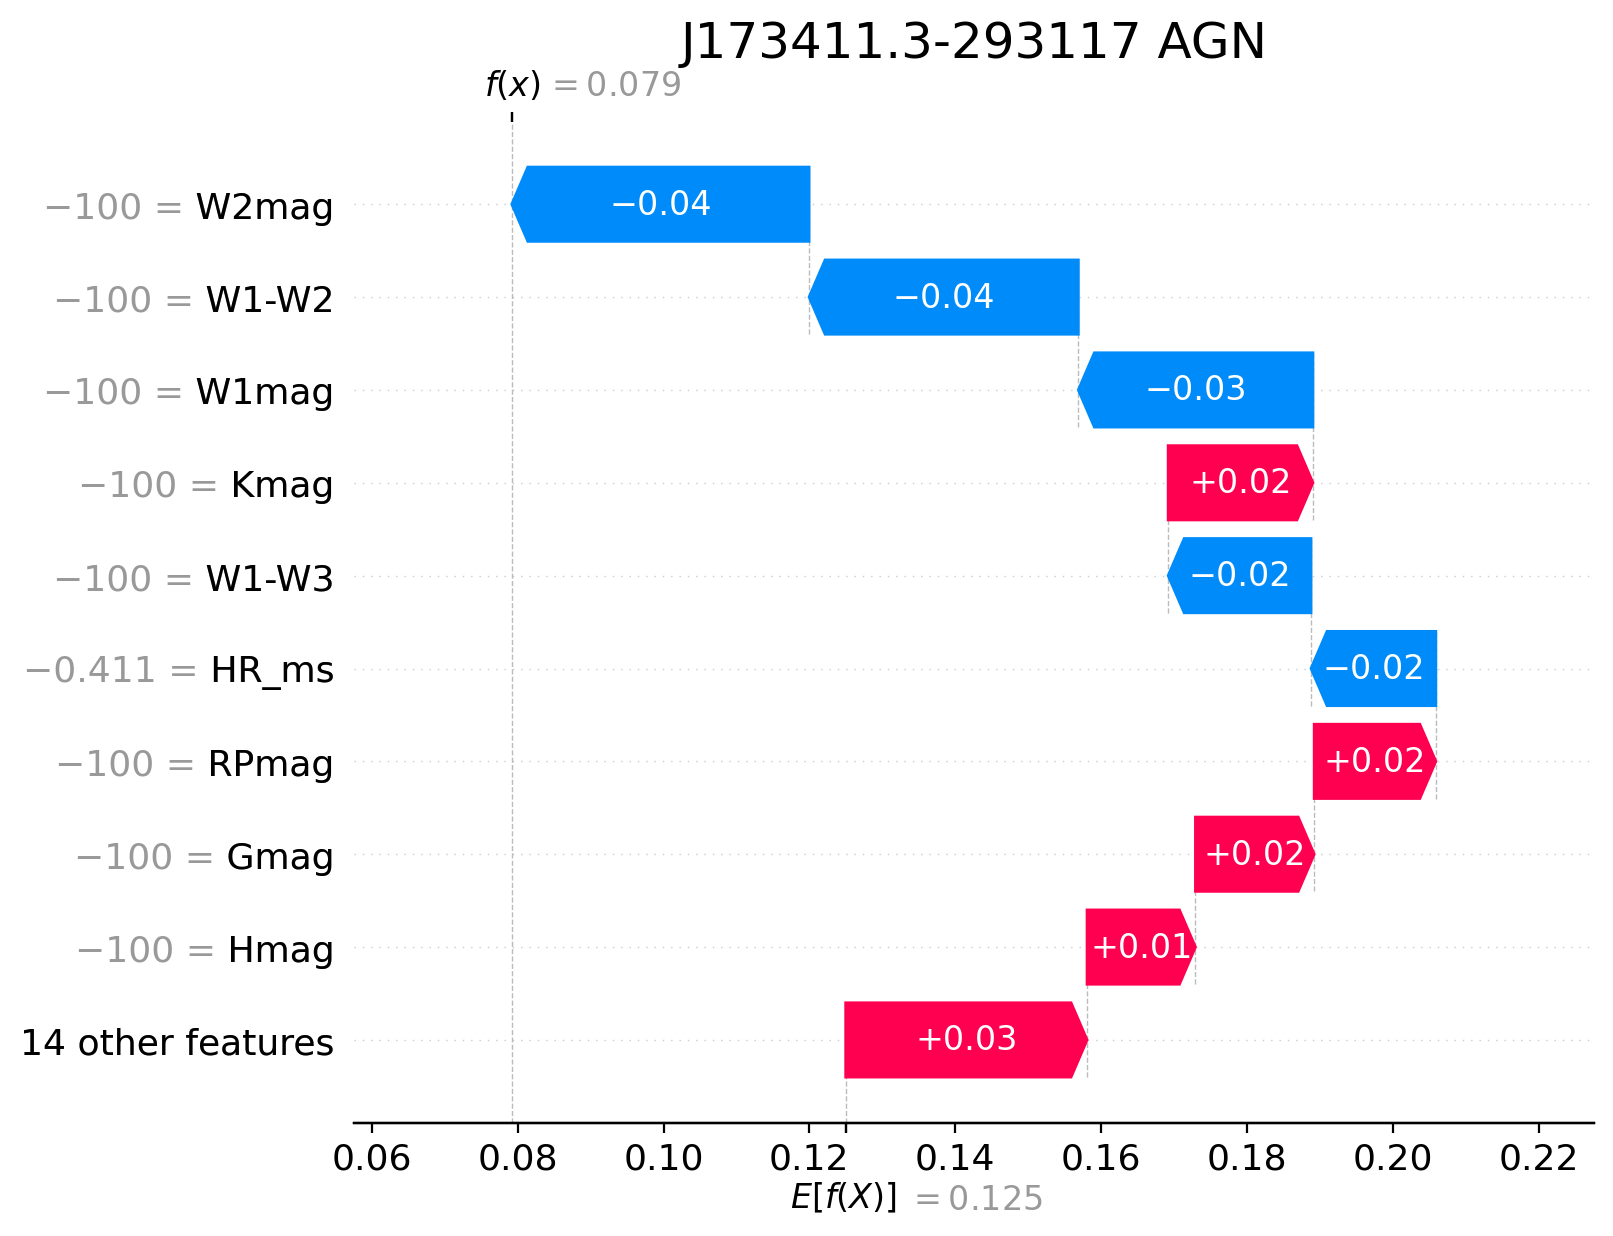 J173411.3-293117 AGN
f(x) = 0.079
−100 = W2mag −0.04
−100 = W1-W2 −0.04
−100 = W1mag −0.03
−100 = Kmag +0.02
−100 = W1-W3 −0.02
−0.411 = HR_ms −0.02
−100 = RPmag +0.02
−100 = Gmag +0.02
−100 = Hmag +0.01
14 other features +0.03
0.06 0.08 0.10 0.12 0.14 0.16 0.18 0.20 0.22
E[f(X)] = 0.125